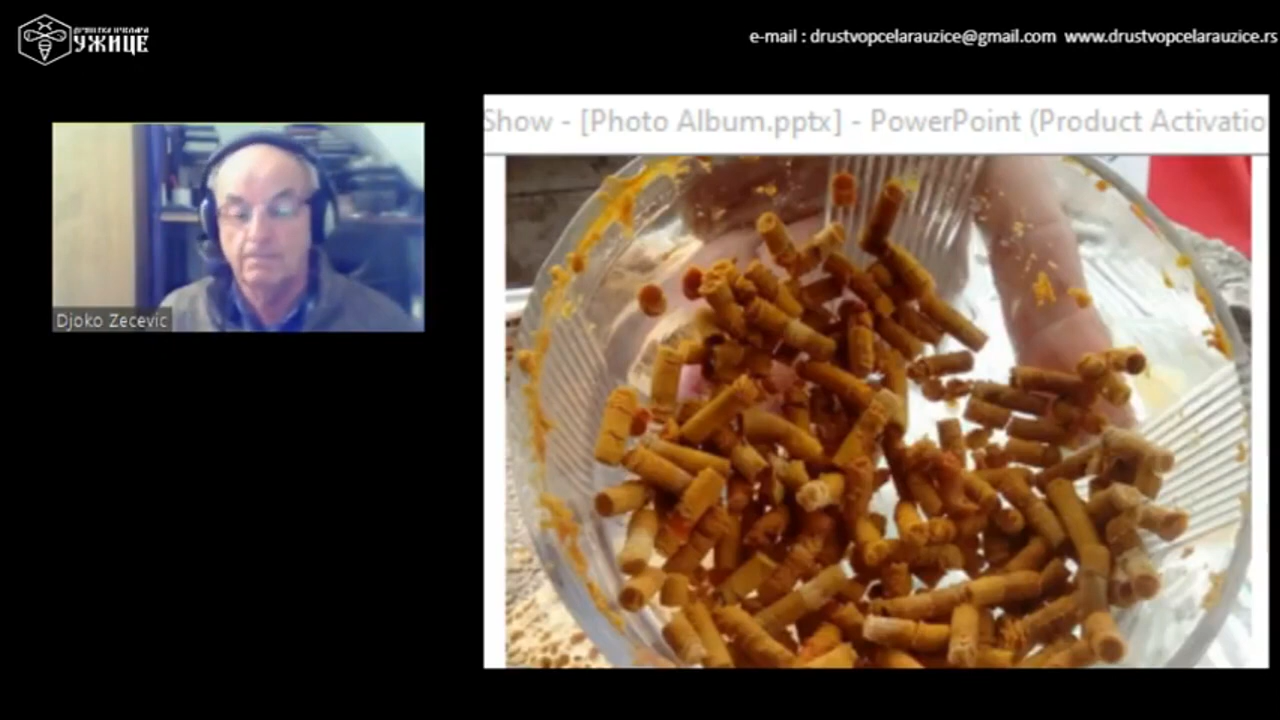 УЖИЦЕ
e-mail : drustvopcelarauzice@gmail.com www.drustvopcelarauzice.rs
Show - [Photo Album.pptx] - PowerPoint (Product Activatio
Djoko Zecevic